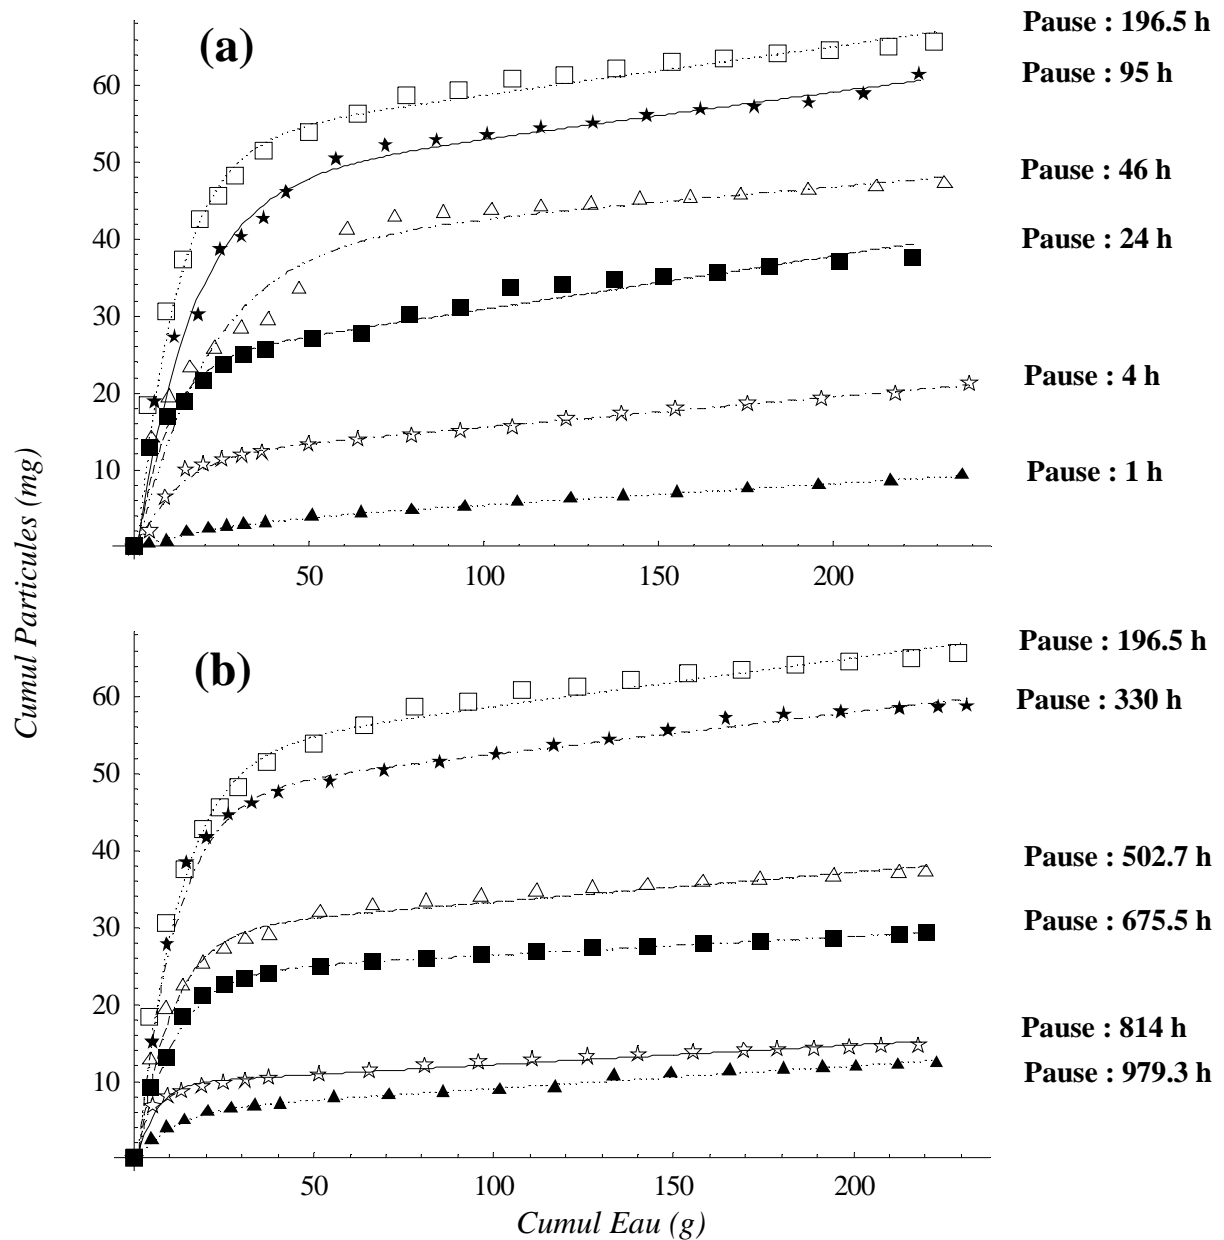 (a)
Pause : 196.5 h
Pause : 95 h
Pause : 46 h
Pause : 24 h
Pause : 4 h
Pause : 1 h
60
50
40
30
20
10
50 100 150 200
Cumul Particules (mg)
(b)
Pause : 196.5 h
Pause : 330 h
Pause : 502.7 h
Pause : 675.5 h
Pause : 814 h
Pause : 979.3 h
60
50
40
30
20
10
50 100 150 200
Cumul Eau (g)